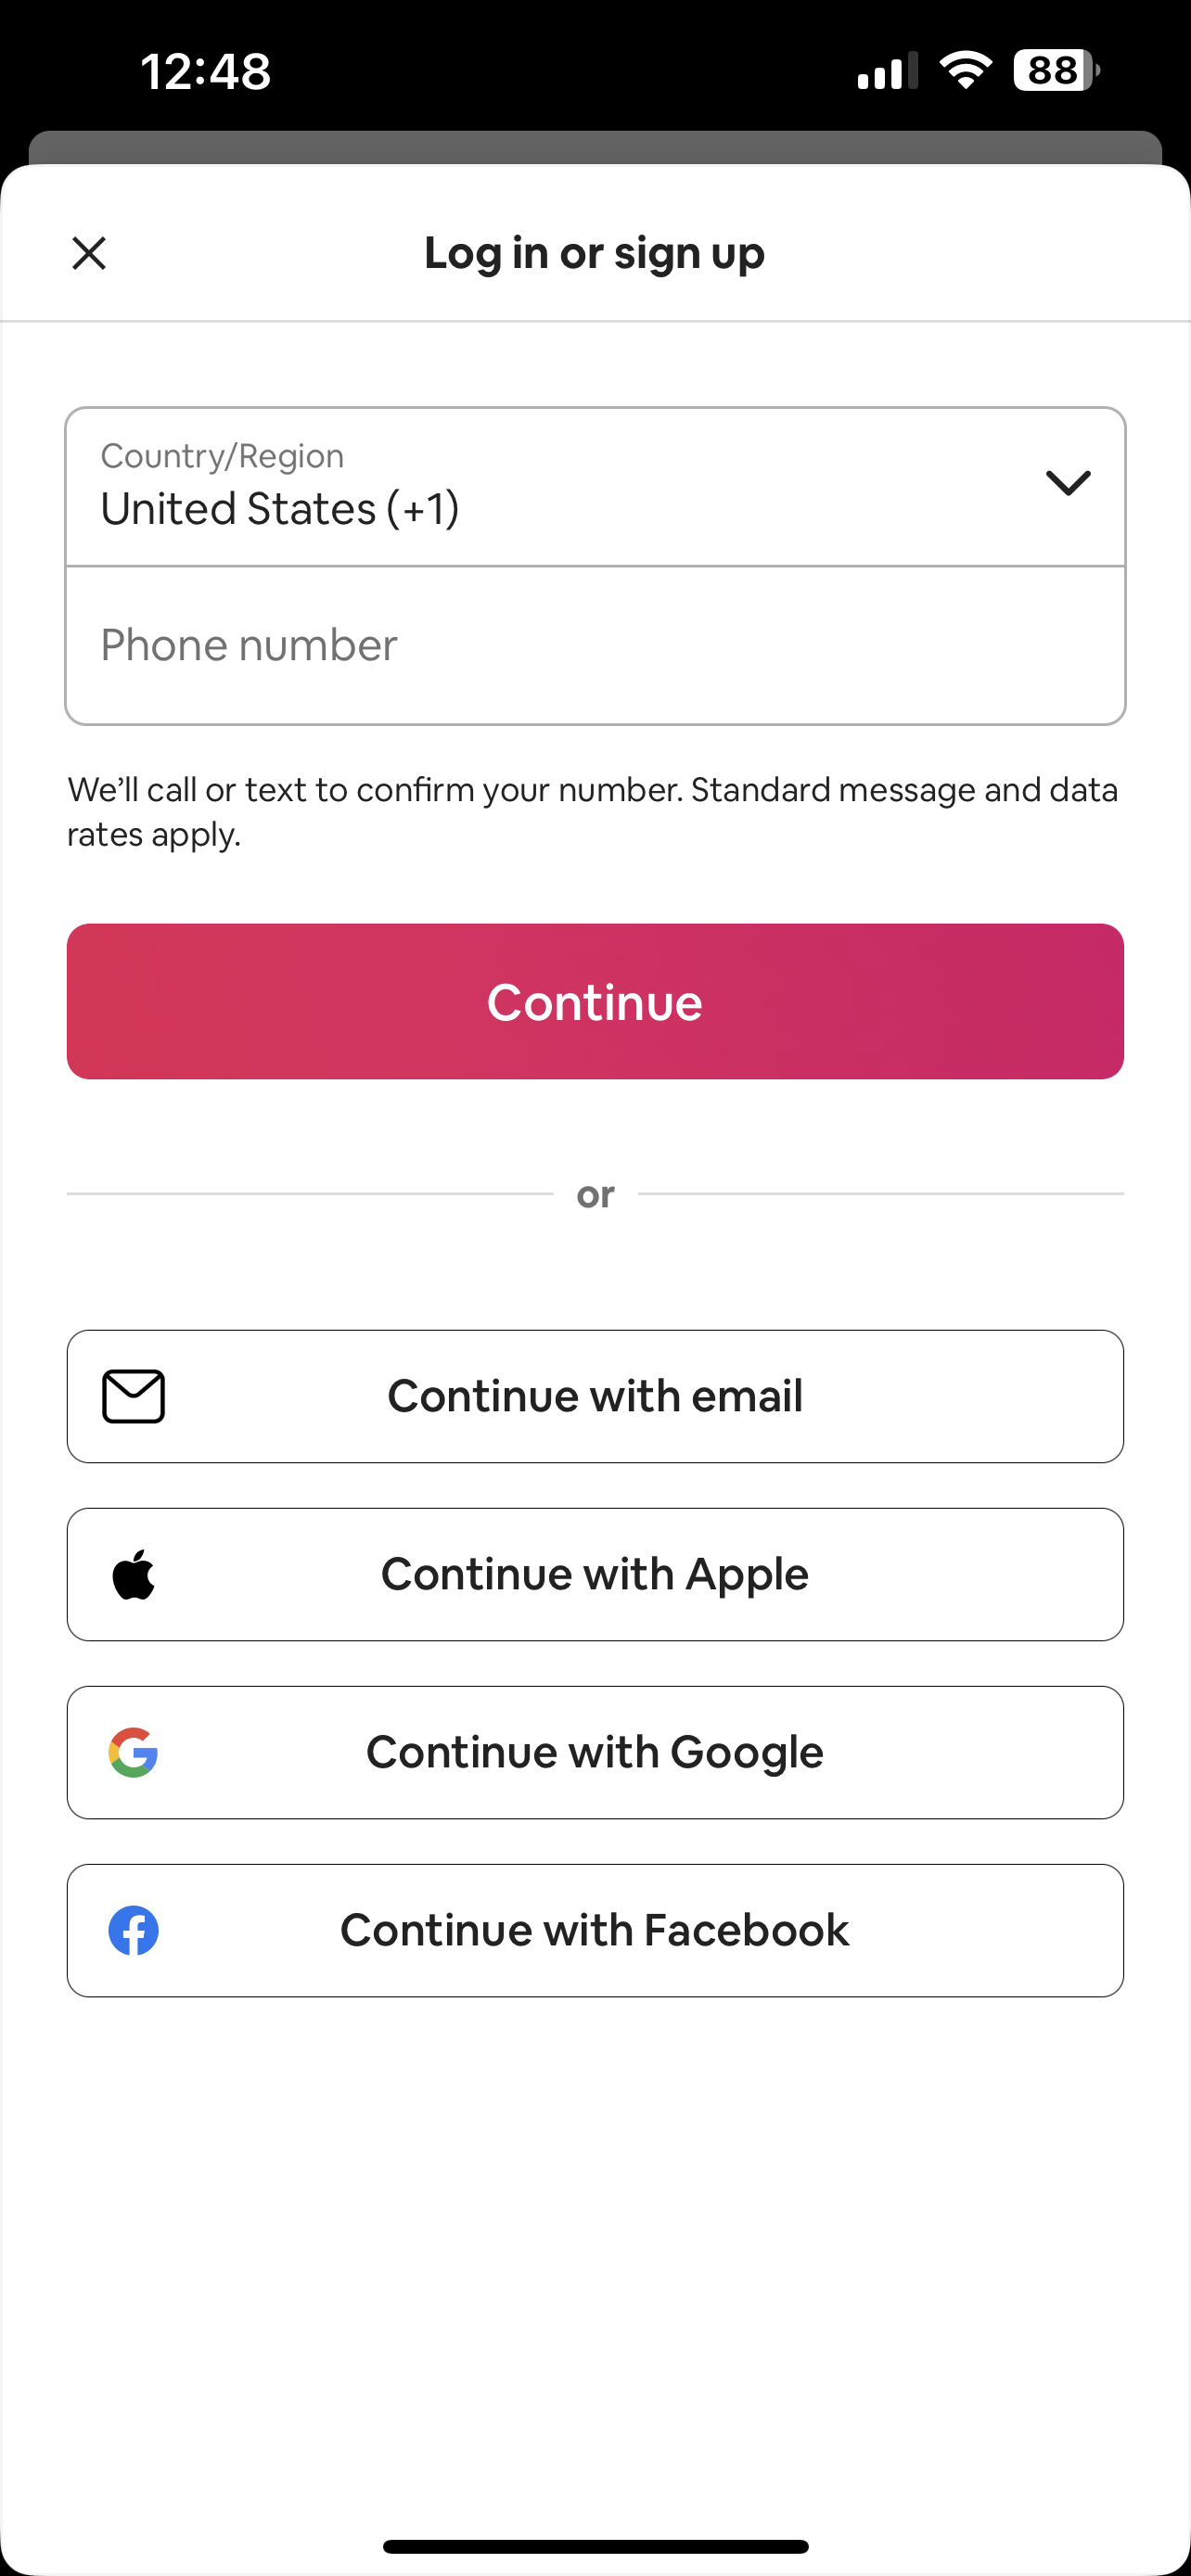 12:48
88
Log in or sign up
Country/Region
United States (+1)
Phone number
We’ll call or text to confirm your number. Standard message and data
rates apply.
Continue
or
Continue with email
Continue with Apple
Continue with Google
Continue with Facebook